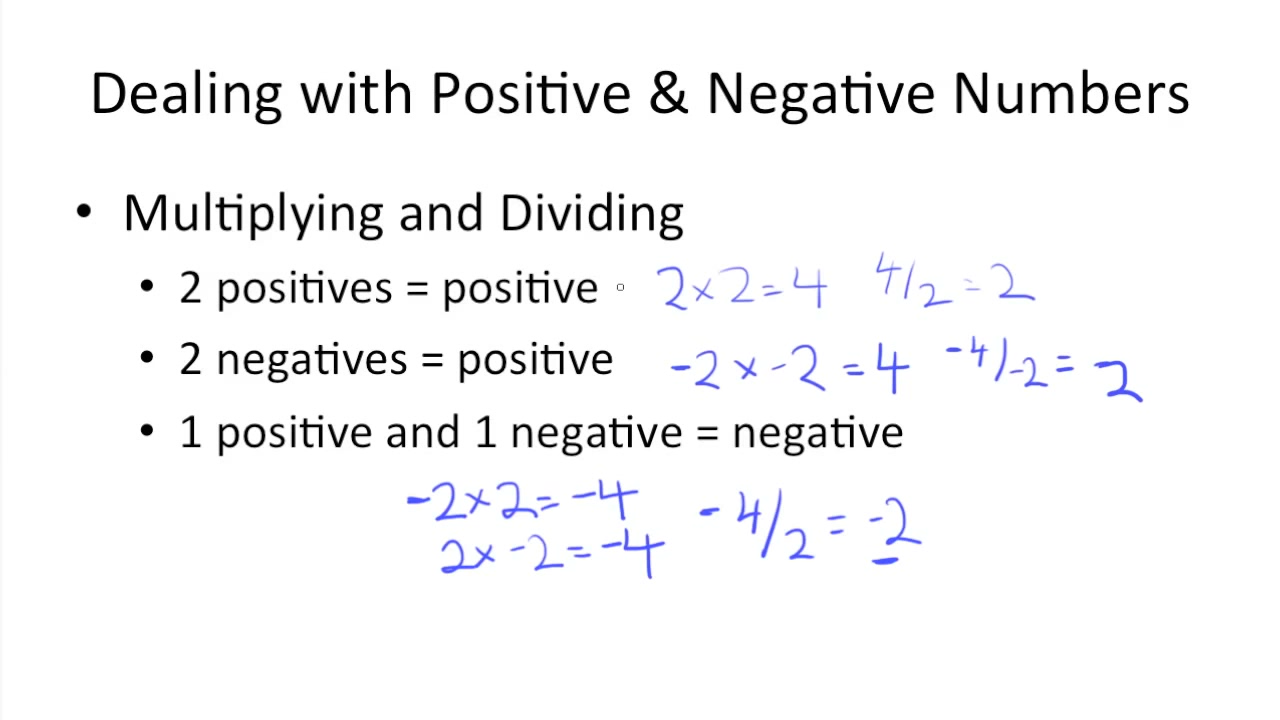 Dealing with Positive & Negative Numbers
• Multiplying and Dividing
• 2 positives = positive 2×2=4 4/2=2
• 2 negatives = positive -2×-2=4 -4/-2=2
• 1 positive and 1 negative = negative
-2×2=-4 -4/2=-2
2×-2=-4